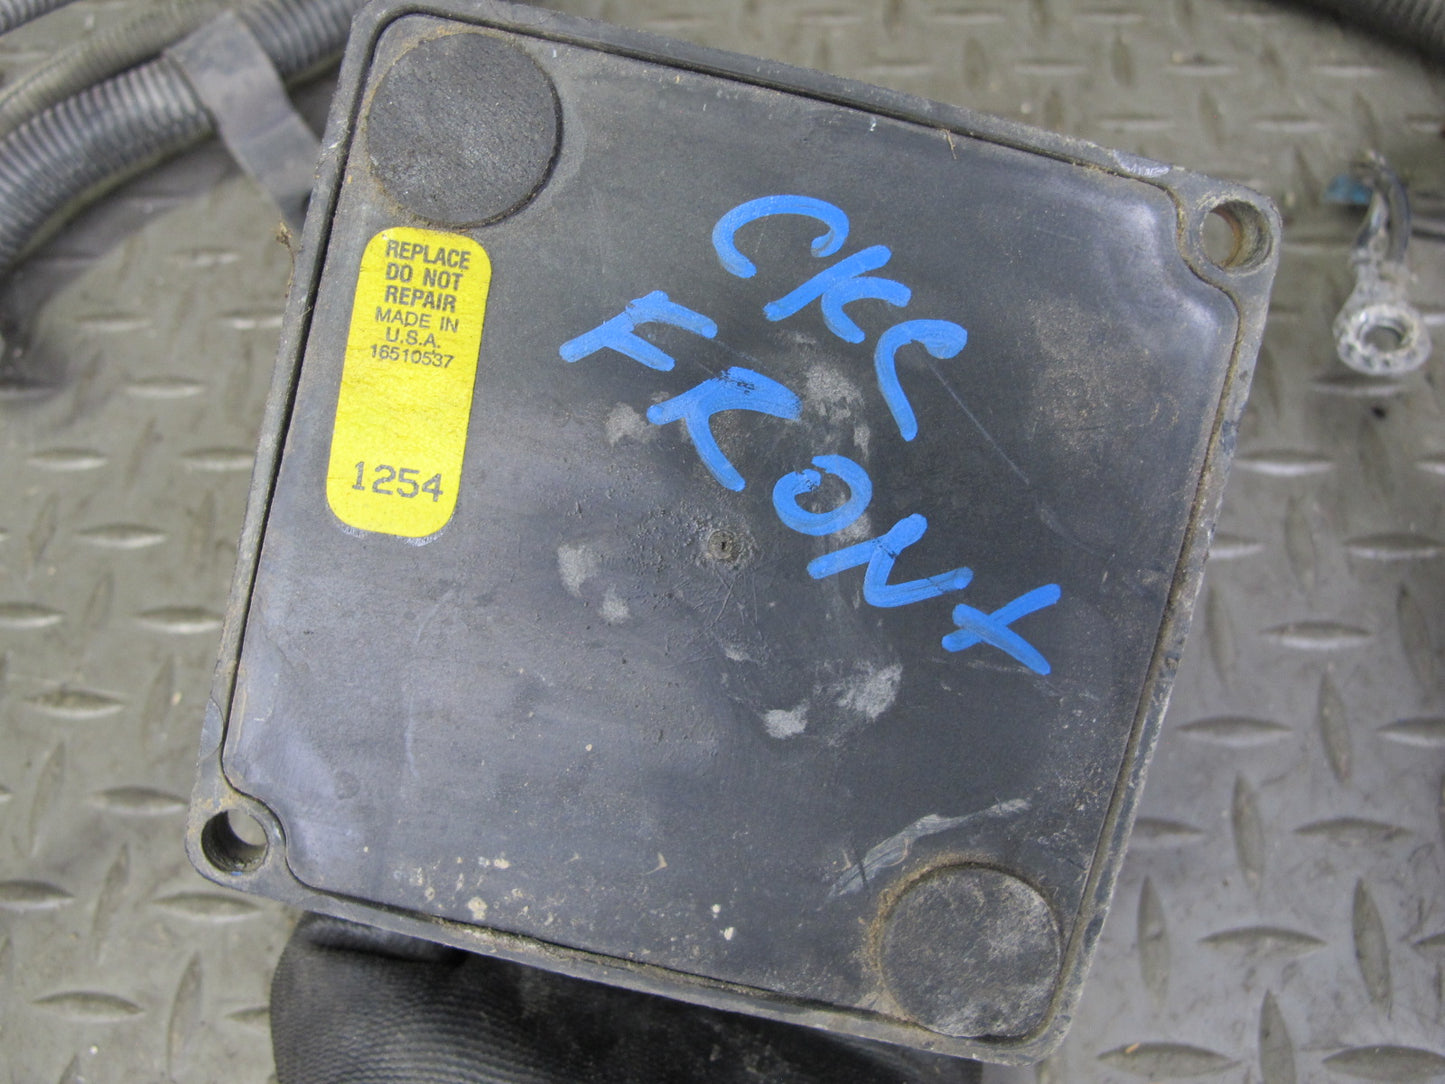 REPLACE
DO NOT
REPAIR
MADE IN
U.S.A.
16510537
1254
CKC
FRONT